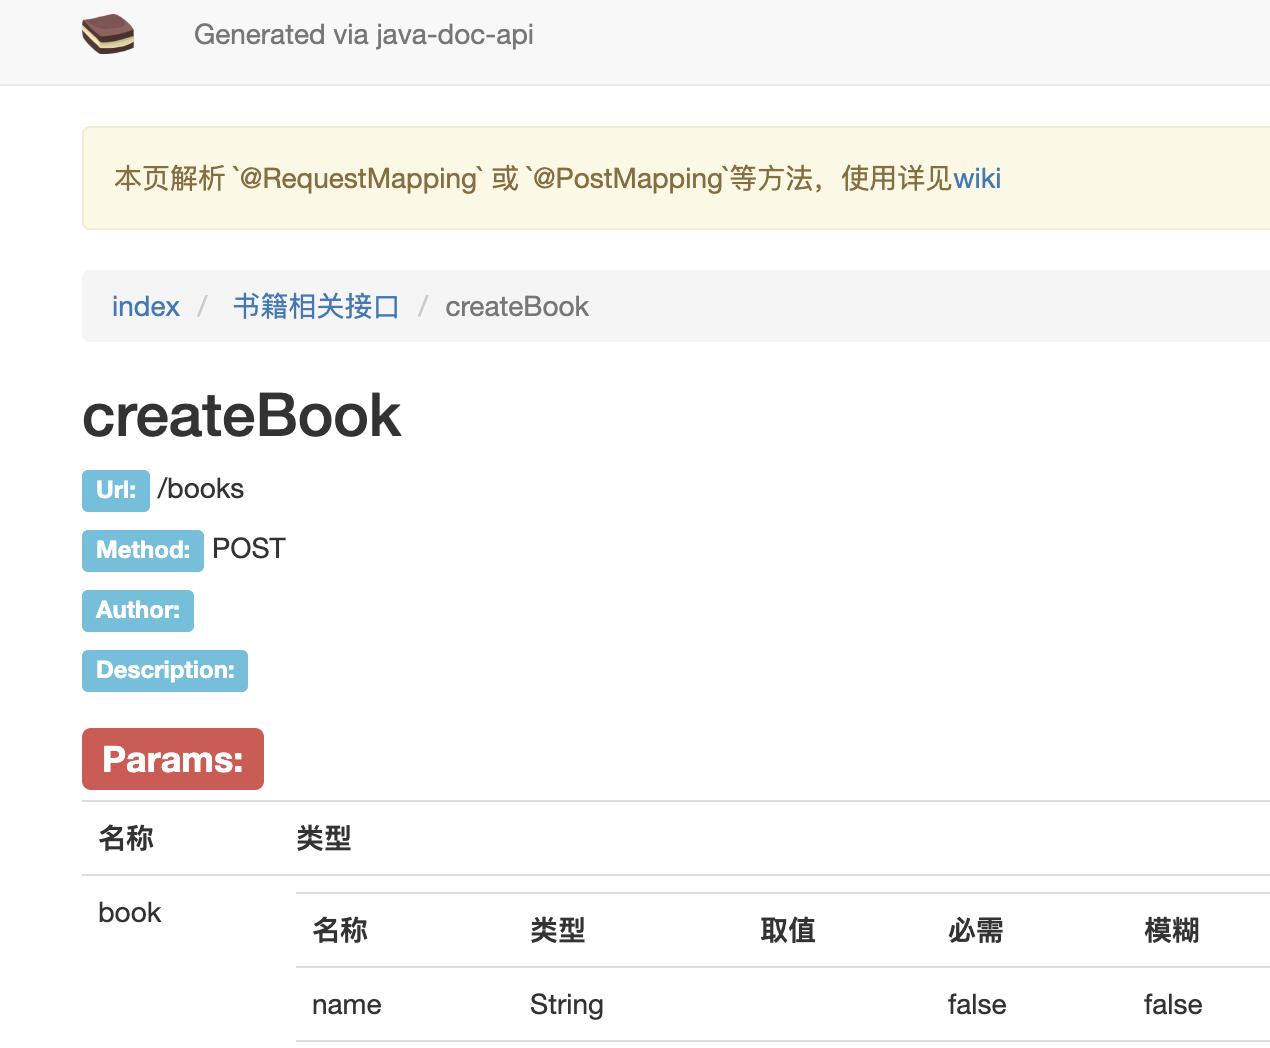 Generated via java-doc-api
本页解析 `@RequestMapping` 或 `@PostMapping`等方法，使用详见wiki
index / 书籍相关接口 / createBook
createBook
Url: /books
Method: POST
Author:
Description:
Params:
名称 类型
book
名称 类型 取值 必需 模糊
name String false false